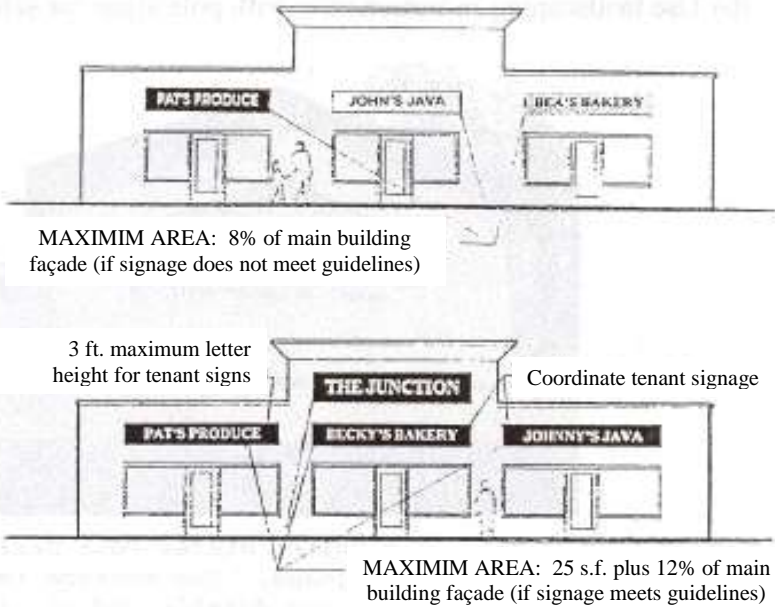 PAT'S PRODUCE
JOHN'S JAVA
BEA'S BAKERY
MAXIMIM AREA: 8% of main building
façade (if signage does not meet guidelines)
3 ft. maximum letter
height for tenant signs
THE JUNCTION
Coordinate tenant signage
PAT'S PRODUCE
BECKY'S BAKERY
JOHNNY'S JAVA
MAXIMIM AREA: 25 s.f. plus 12% of main
building façade (if signage meets guidelines)